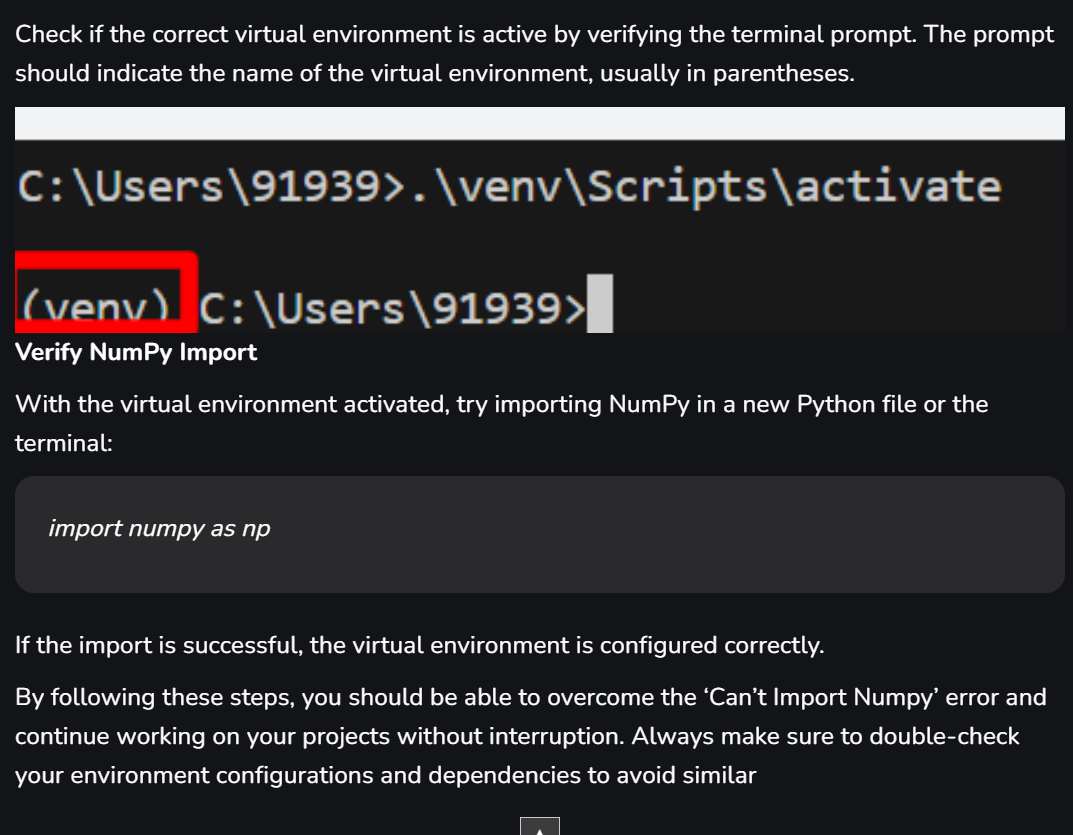 Check if the correct virtual environment is active by verifying the terminal prompt. The prompt
should indicate the name of the virtual environment, usually in parentheses.
C:\Users\91939>.\venv\Scripts\activate
(venv) C:\Users\91939>
Verify NumPy Import
With the virtual environment activated, try importing NumPy in a new Python file or the
terminal:
import numpy as np
If the import is successful, the virtual environment is configured correctly.
By following these steps, you should be able to overcome the ‘Can’t Import Numpy’ error and
continue working on your projects without interruption. Always make sure to double-check
your environment configurations and dependencies to avoid similar